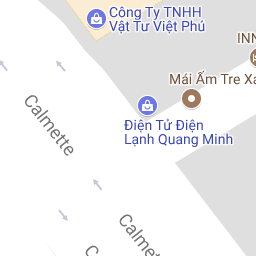 Công Ty TNHH
Vật Tư Việt Phú
INN
Mái Ấm Tre Xa
Điện Tử Điện
Lạnh Quang Minh
Calmette
Calmette